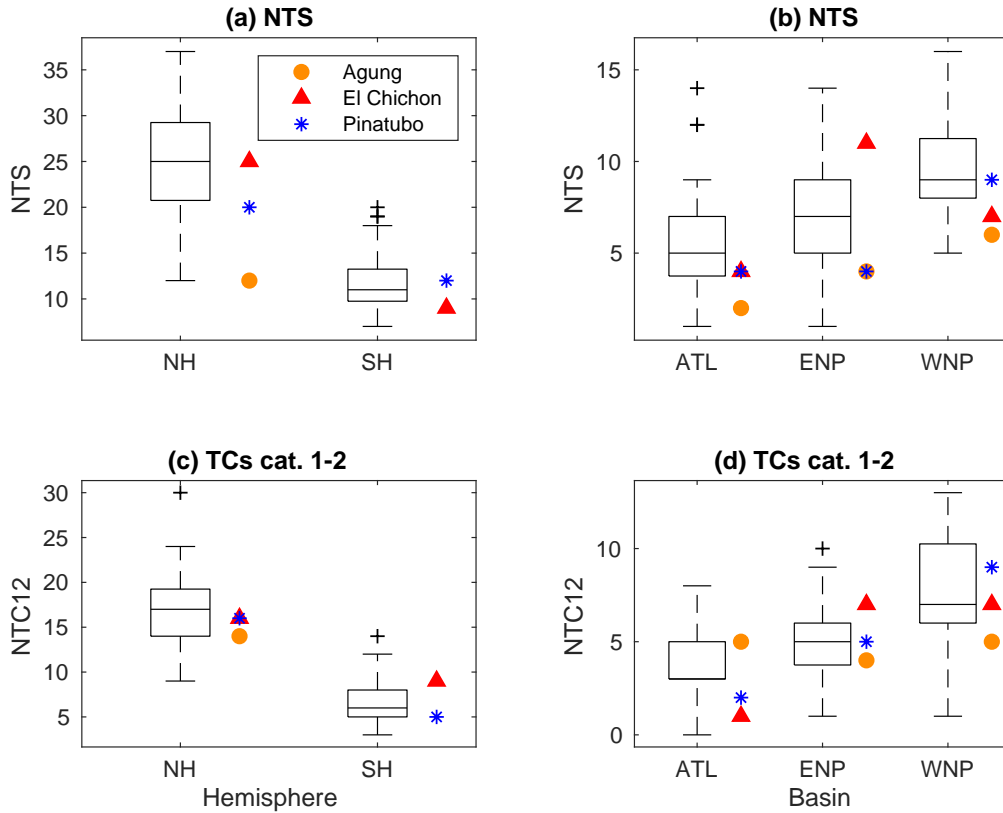 (a) NTS
NTS
35
30
25
20
15
10
NH
SH
Agung
El Chichon
Pinatubo
(b) NTS
NTS
15
10
5
ATL
ENP
WNP
(c) TCs cat. 1-2
NTC12
30
25
20
15
10
5
NH
SH
Hemisphere
(d) TCs cat. 1-2
NTC12
10
5
0
ATL
ENP
WNP
Basin